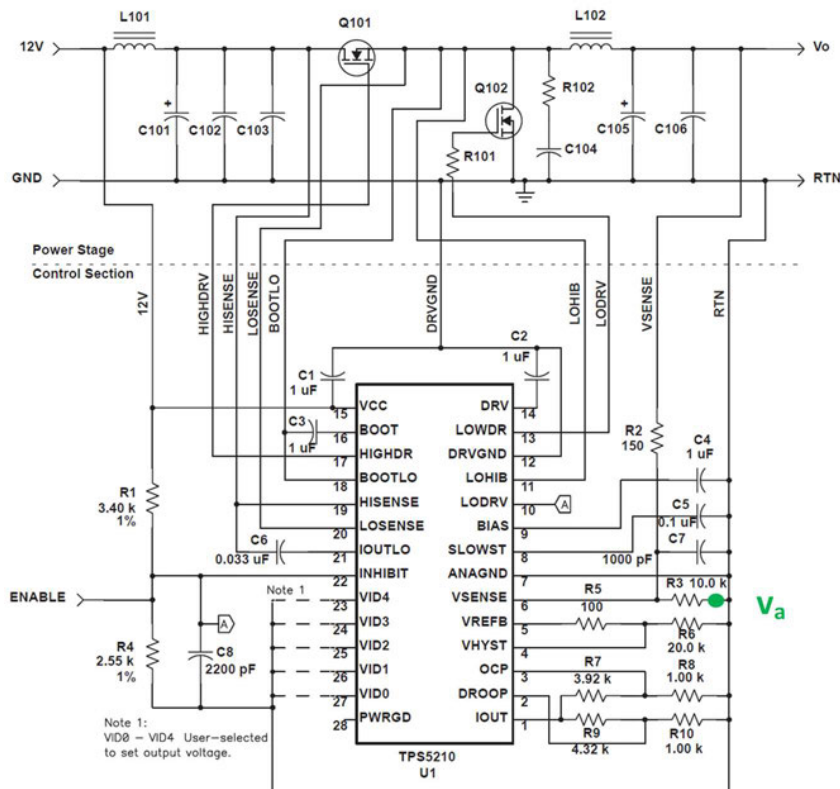 L101
Q101
L102
12V
Vo
Q102
R102
C101
C102
C103
R101
C104
C105
C106
GND
RTN
Power Stage
Control Section
12V
HIGHDRV
HISENSE
LOSENSE
BOOTLO
DRVGND
LOHIB
LODRV
VSENSE
RTN
C1
1 uF
C2
1 uF
C3
1 uF
15 VCC
16 BOOT
17 HIGHDR
18 BOOTLO
19 HISENSE
20 LOSENSE
21 IOUTLO
22 INHIBIT
23 VID4
24 VID3
25 VID2
26 VID1
27 VID0
28 PWRGD
DRV 14
LOWDR 13
DRVGND 12
LOHIB 11
LODRV 10
BIAS 9
SLOWST 8
ANAGND 7
VSENSE 6
VREFB 5
VHYST 4
OCP 3
DROOP 2
IOUT 1
TPS5210
U1
R1
3.40 k
1%
C6
0.033 uF
ENABLE
R4
2.55 k
1%
A
C8
2200 pF
Note 1
Note 1:
VID0 - VID4 User-selected
to set output voltage.
R2
150
C4
1 uF
A
C5
0.1 uF
C7
1000 pF
R3 10.0 k
Va
R5
100
R6
20.0 k
R7
3.92 k
R8
1.00 k
R9
4.32 k
R10
1.00 k